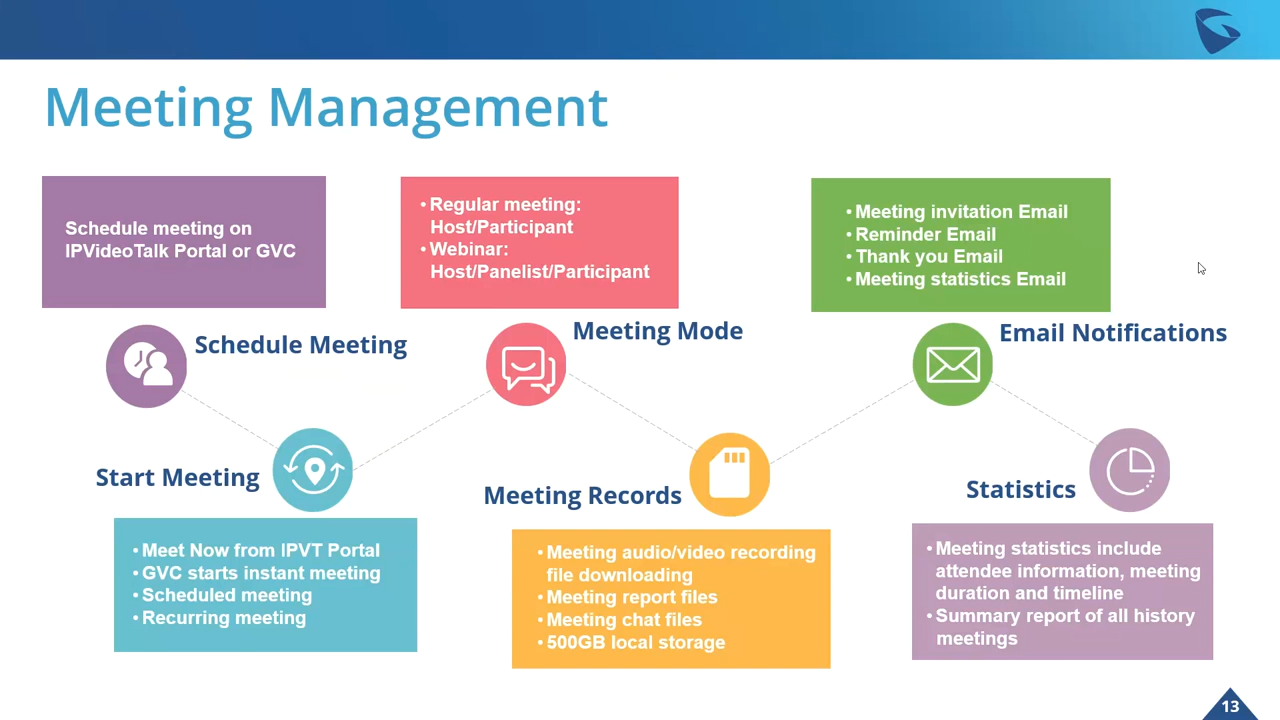 Meeting Management
Schedule meeting on
IPVideoTalk Portal or GVC
• Regular meeting:
Host/Participant
• Webinar:
Host/Panelist/Participant
• Meeting invitation Email
• Reminder Email
• Thank you Email
• Meeting statistics Email
Schedule Meeting
Meeting Mode
Email Notifications
Start Meeting
Meeting Records
Statistics
• Meet Now from IPVT Portal
• GVC starts instant meeting
• Scheduled meeting
• Recurring meeting
• Meeting audio/video recording
file downloading
• Meeting report files
• Meeting chat files
• 500GB local storage
• Meeting statistics include
attendee information, meeting
duration and timeline
• Summary report of all history
meetings
13